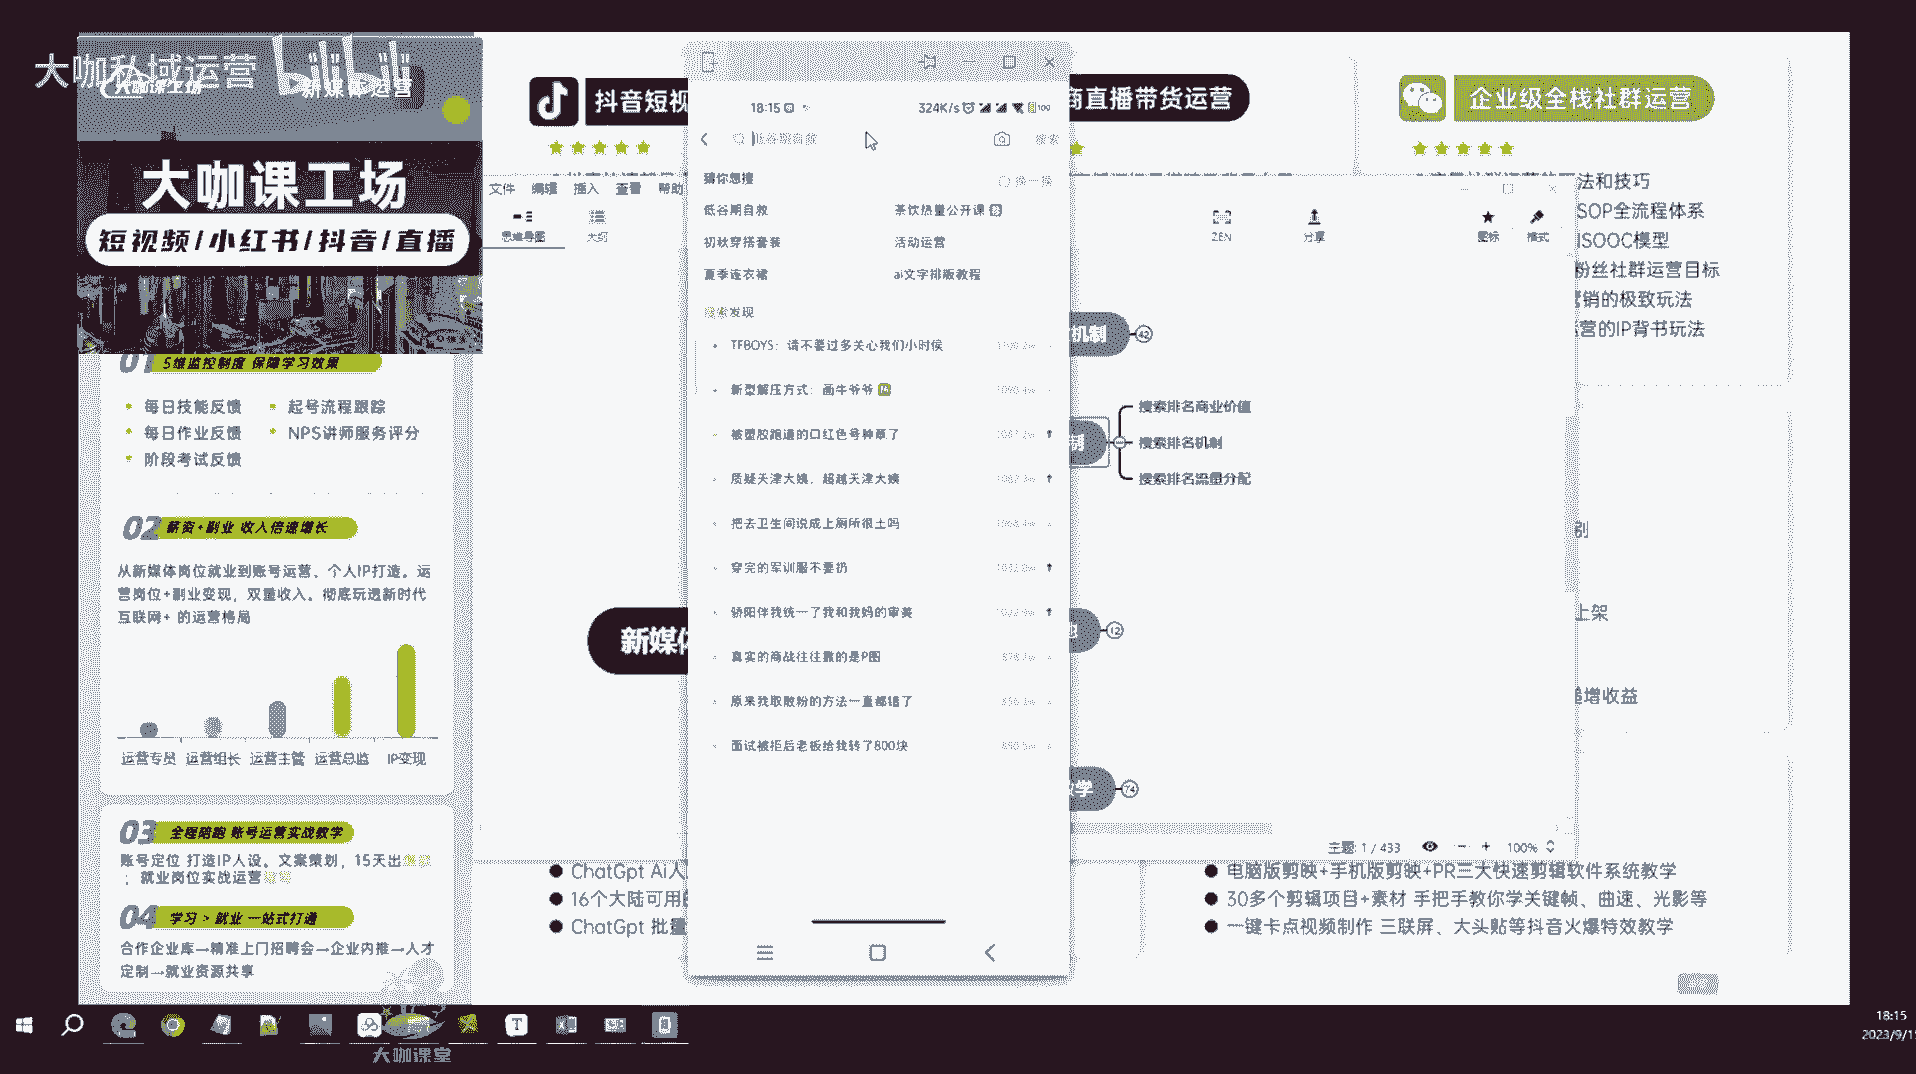 大咖私域运营
bilibili
大咖课工场
新媒体运营
大咖课工场
短视频/小红书/抖音/直播
01 5维监控制度 保障学习效果
每日技能反馈
起号流程跟踪
每日作业反馈
NPS讲师服务评分
阶段考试反馈
02 薪资+副业 收入倍速增长
从新媒体岗位就业到账号运营、个人IP打造。运
营岗位+副业变现，双重收入。彻底玩透新时代
互联网+ 的运营格局
运营专员 运营组长 运营主管 运营总监 IP变现
03 全程陪跑 账号运营实战教学
账号定位 打造IP人设。文案策划，15天出
；就业岗位实战运营
04 学习 > 就业 一站式打通
合作企业库→精准上门招聘会→企业内推→人才
定制→就业资源共享
抖音短视
商直播带货运营
企业级全栈社群运营
法和技巧
SOP全流程体系
ISOOC模型
粉丝社群运营目标
营销的极致玩法
运营的IP背书玩法
文件 编辑 插入 查看 帮助
思维导图
大纲
ZEN
分享
图标
格式
18:15
324K/s
100
低谷期自救
搜索
猜你想搜
换一换
低谷期自救
茶饮热量公开课
初秋穿搭套装
活动运营
夏季连衣裙
ai文字排版教程
搜索发现
TFBOYS：请不要过多关心我们小时候
新型解压方式：画牛爷爷
被塑胶跑道的口红色号种草了
质疑天津大姨，超越天津大姨
把去卫生间说成上厕所很土吗
穿完的军训服不要扔
骄阳伴我统一了我和我妈的审美
真实的商战往往靠的是P图
原来我取散粉的方法一直都错了
面试被拒后老板给我转了800块
新媒体
机制
42
制
搜索排名商业价值
搜索排名机制
搜索排名流量分配
12
学
74
别
上架
递增收益
主题: 1 / 433
100%
ChatGpt AI人
16个大陆可用的
ChatGpt 批量
电脑版剪映+手机版剪映+PR三大快速剪辑软件系统教学
30多个剪辑项目+素材 手把手教你学关键帧、曲速、光影等
一键卡点视频制作 三联屏、大头贴等抖音火爆特效教学
大咖课堂
18:15
2023/9/1